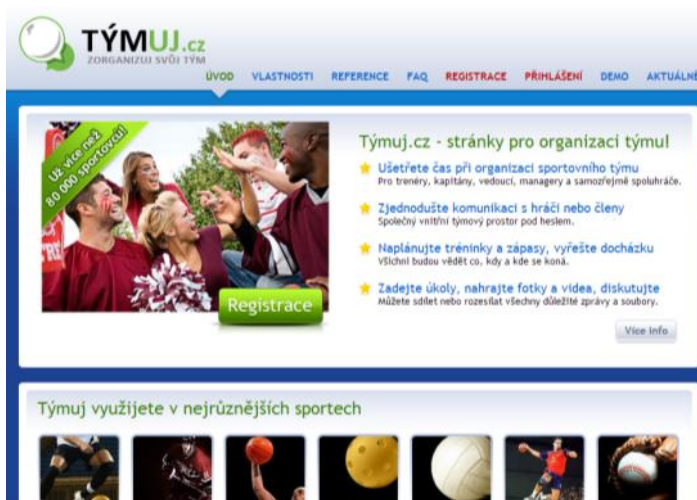 TÝMUJ.cz
ZORGANIZUJ SVŮJ TÝM
ÚVOD VLASTNOSTI REFERENCE FAQ REGISTRACE PŘIHLÁŠENÍ DEMO AKTUÁLNĚ
Už více než
80 000 sportovců!
Registrace
Týmuj.cz - stránky pro organizaci týmu!
Ušetřete čas při organizaci sportovního týmu
Pro trenéry, kapitány, vedoucí, managery a samozřejmě spoluhráče.
Zjednodušte komunikaci s hráči nebo členy
Společný vnitřní týmový prostor pod heslem.
Naplánujte tréninky a zápasy, vyřešte docházku
Všichni budou vědět co, kdy a kde se koná.
Zadejte úkoly, nahrajte fotky a videa, diskutujte
Můžete sdílet nebo rozesílat všechny důležité zprávy a soubory.
Více info
Týmuj využijete v nejrůznějších sportech